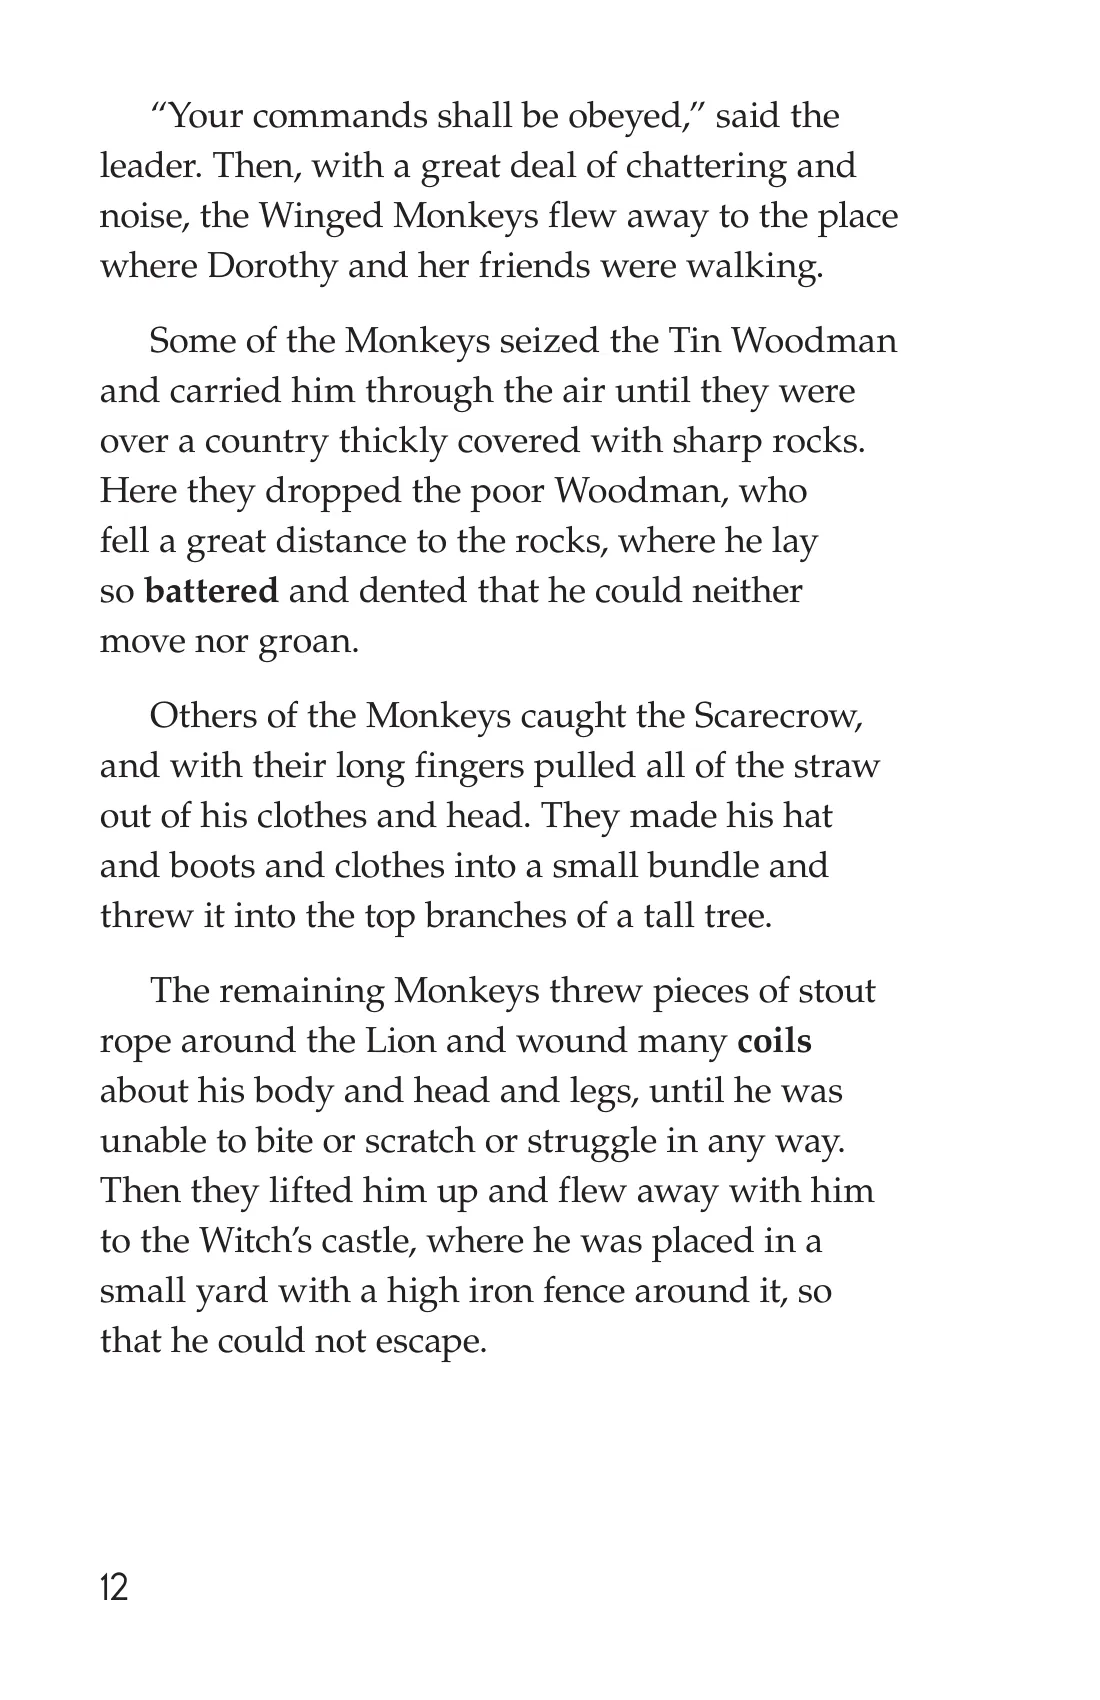 “Your commands shall be obeyed,” said the
leader. Then, with a great deal of chattering and
noise, the Winged Monkeys flew away to the place
where Dorothy and her friends were walking.
Some of the Monkeys seized the Tin Woodman
and carried him through the air until they were
over a country thickly covered with sharp rocks.
Here they dropped the poor Woodman, who
fell a great distance to the rocks, where he lay
so battered and dented that he could neither
move nor groan.
Others of the Monkeys caught the Scarecrow,
and with their long fingers pulled all of the straw
out of his clothes and head. They made his hat
and boots and clothes into a small bundle and
threw it into the top branches of a tall tree.
The remaining Monkeys threw pieces of stout
rope around the Lion and wound many coils
about his body and head and legs, until he was
unable to bite or scratch or struggle in any way.
Then they lifted him up and flew away with him
to the Witch’s castle, where he was placed in a
small yard with a high iron fence around it, so
that he could not escape.
12